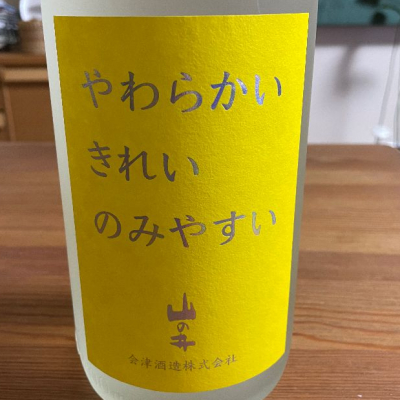 やわらかい
きれい
のみやすい
山の井
会津酒造株式会社